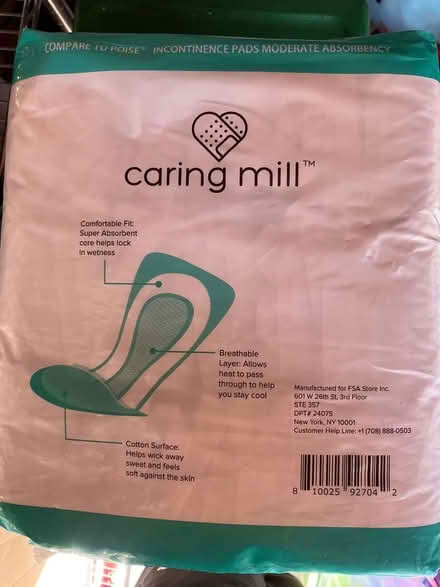 COMPARE TO POISE® INCONTINENCE PADS MODERATE ABSORBENCY
caring mill™
Comfortable Fit:
Super Absorbent
core helps lock
in wetness
Breathable
Layer: Allows
heat to pass
through to help
you stay cool
Manufactured for FSA Store Inc.
601 W 26th St, 3rd Floor
STE 357
DPT# 24075
New York, NY 10001
Customer Help Line: +1 (708) 888-0503
Cotton Surface:
Helps wick away
sweat and feels
soft against the skin
8 10025 92704 2